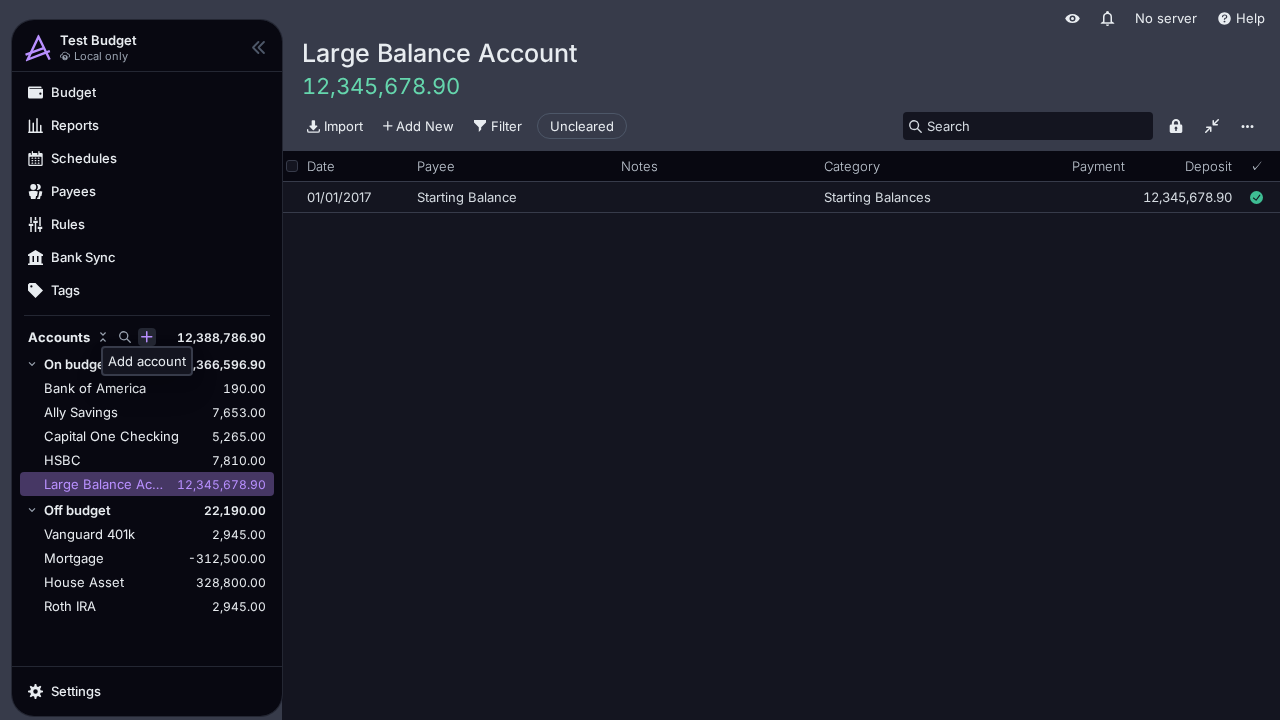 Test Budget
Local only
Budget
Reports
Schedules
Payees
Rules
Bank Sync
Tags
Accounts 12,388,786.90
Add account
On budge ,366,596.90
Bank of America 190.00
Ally Savings 7,653.00
Capital One Checking 5,265.00
HSBC 7,810.00
Large Balance Ac... 12,345,678.90
Off budget 22,190.00
Vanguard 401k 2,945.00
Mortgage -312,500.00
House Asset 328,800.00
Roth IRA 2,945.00
Settings
No server Help
Large Balance Account
12,345,678.90
Import Add New Filter Uncleared Search
Date Payee Notes Category Payment Deposit ✓
01/01/2017 Starting Balance Starting Balances 12,345,678.90